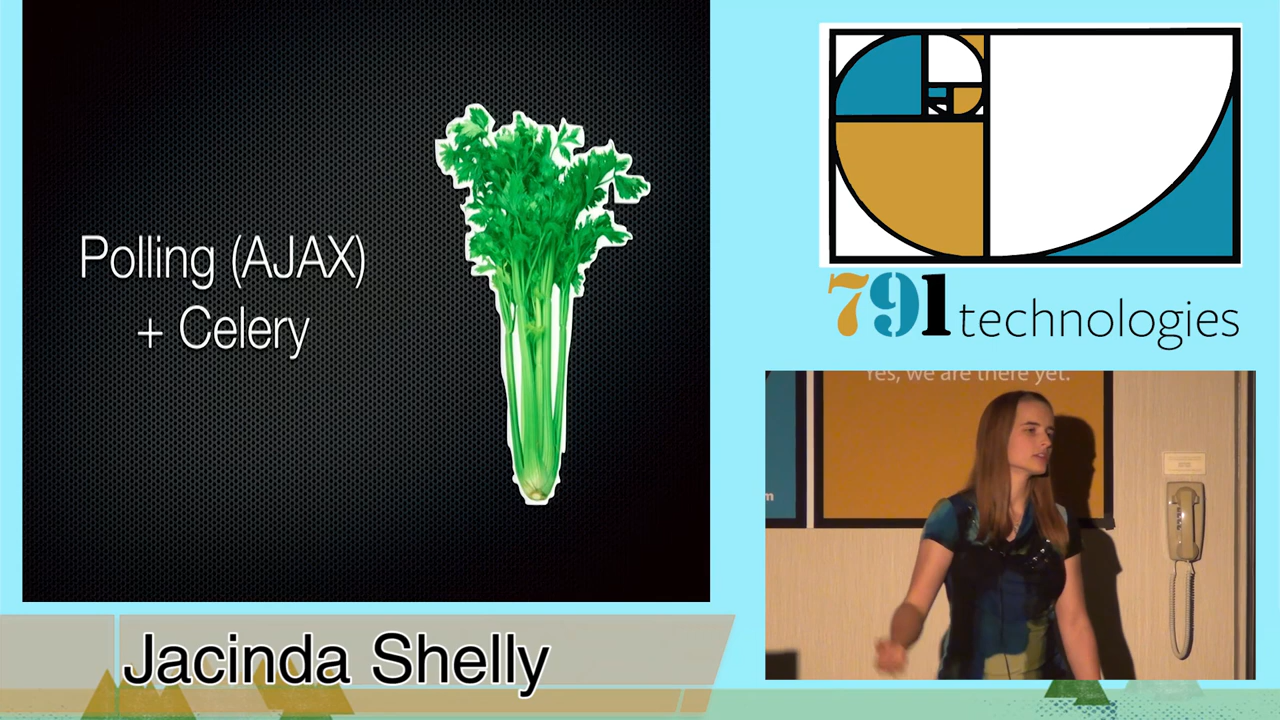 Polling (AJAX)
+ Celery
791 technologies
Yes, we are there yet.
m
Jacinda Shelly